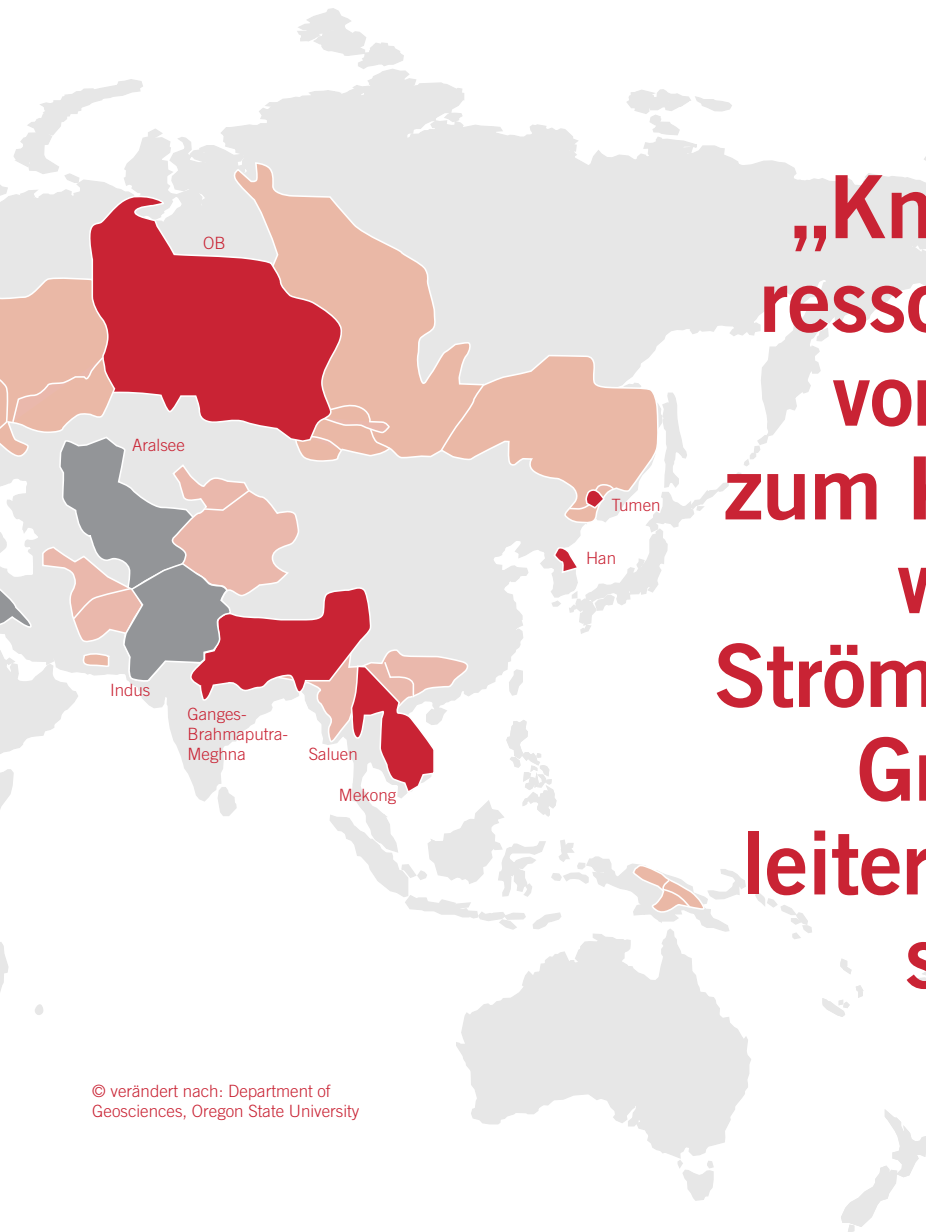 OB
„Kn
resso
vor
Aralsee
zum
Tumen
Han
w
Ström
Indus
Ganges-
Brahmaputra-
Meghna
Saluen
Gr
Mekong
leiter
s
© verändert nach: Department of
Geosciences, Oregon State University